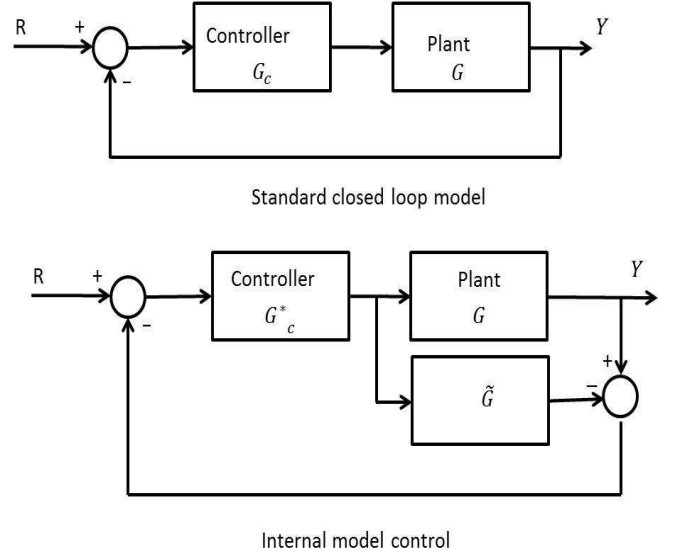 R + Controller Plant Y
G_c G
−
Standard closed loop model
R + Controller Plant Y
G*_c G
−
+
− G̃
Internal model control